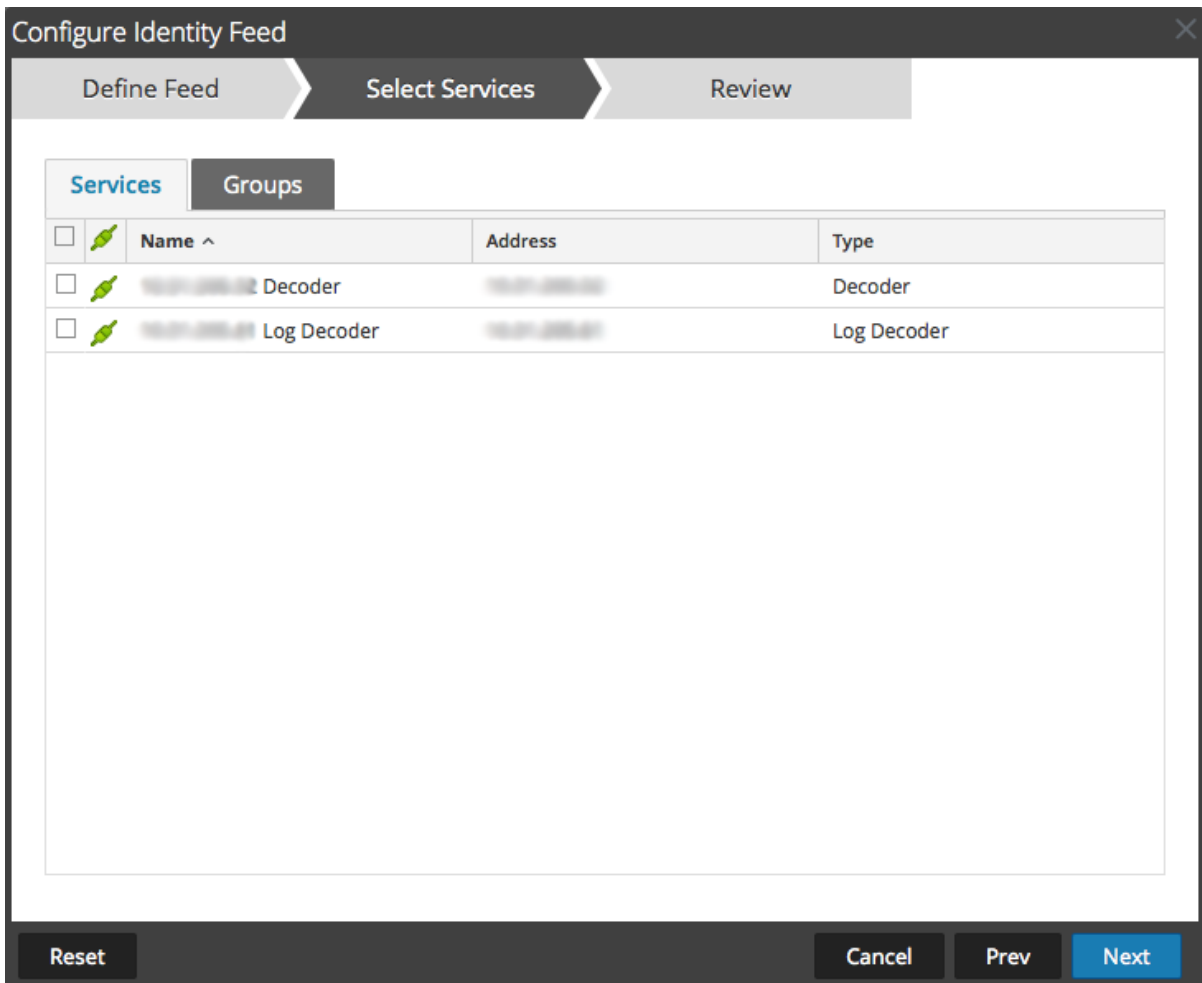 Configure Identity Feed
Define Feed Select Services Review
Services Groups
Name Address Type
Decoder Decoder
Log Decoder Log Decoder
Reset Cancel Prev Next